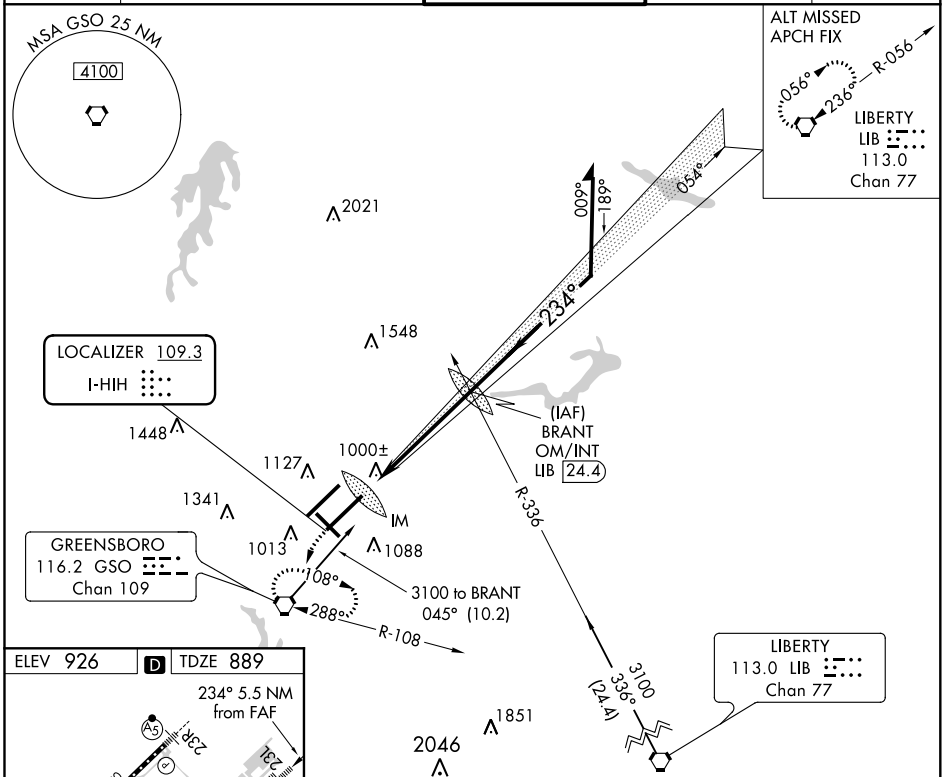 MSA GSO 25 NM
4100
ALT MISSED
APCH FIX
056°
236°
R-056
LIBERTY
LIB
113.0
Chan 77
2021
009°
189°
054°
234°
1548
LOCALIZER 109.3
I-HIH
(IAF)
BRANT
OM/INT
LIB 24.4
1448
1127
1000±
1341
IM
1013
1088
R-336
GREENSBORO
116.2 GSO
Chan 109
108°
288°
R-108
3100 to BRANT
045° (10.2)
LIBERTY
113.0 LIB
Chan 77
3100
336°
(24.4)
ELEV 926 D TDZE 889
234° 5.5 NM
from FAF
A5
23R
P
23L
1851
2046